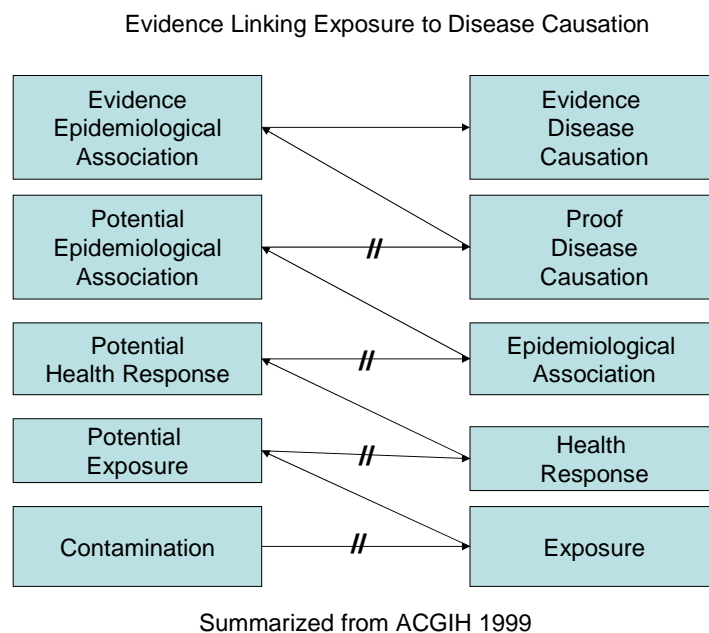 Evidence Linking Exposure to Disease Causation
Evidence
Epidemiological
Association
Evidence
Disease
Causation
Potential
Epidemiological
Association
Proof
Disease
Causation
Potential
Health Response
Epidemiological
Association
Potential
Exposure
Health
Response
Contamination
Exposure
Summarized from ACGIH 1999